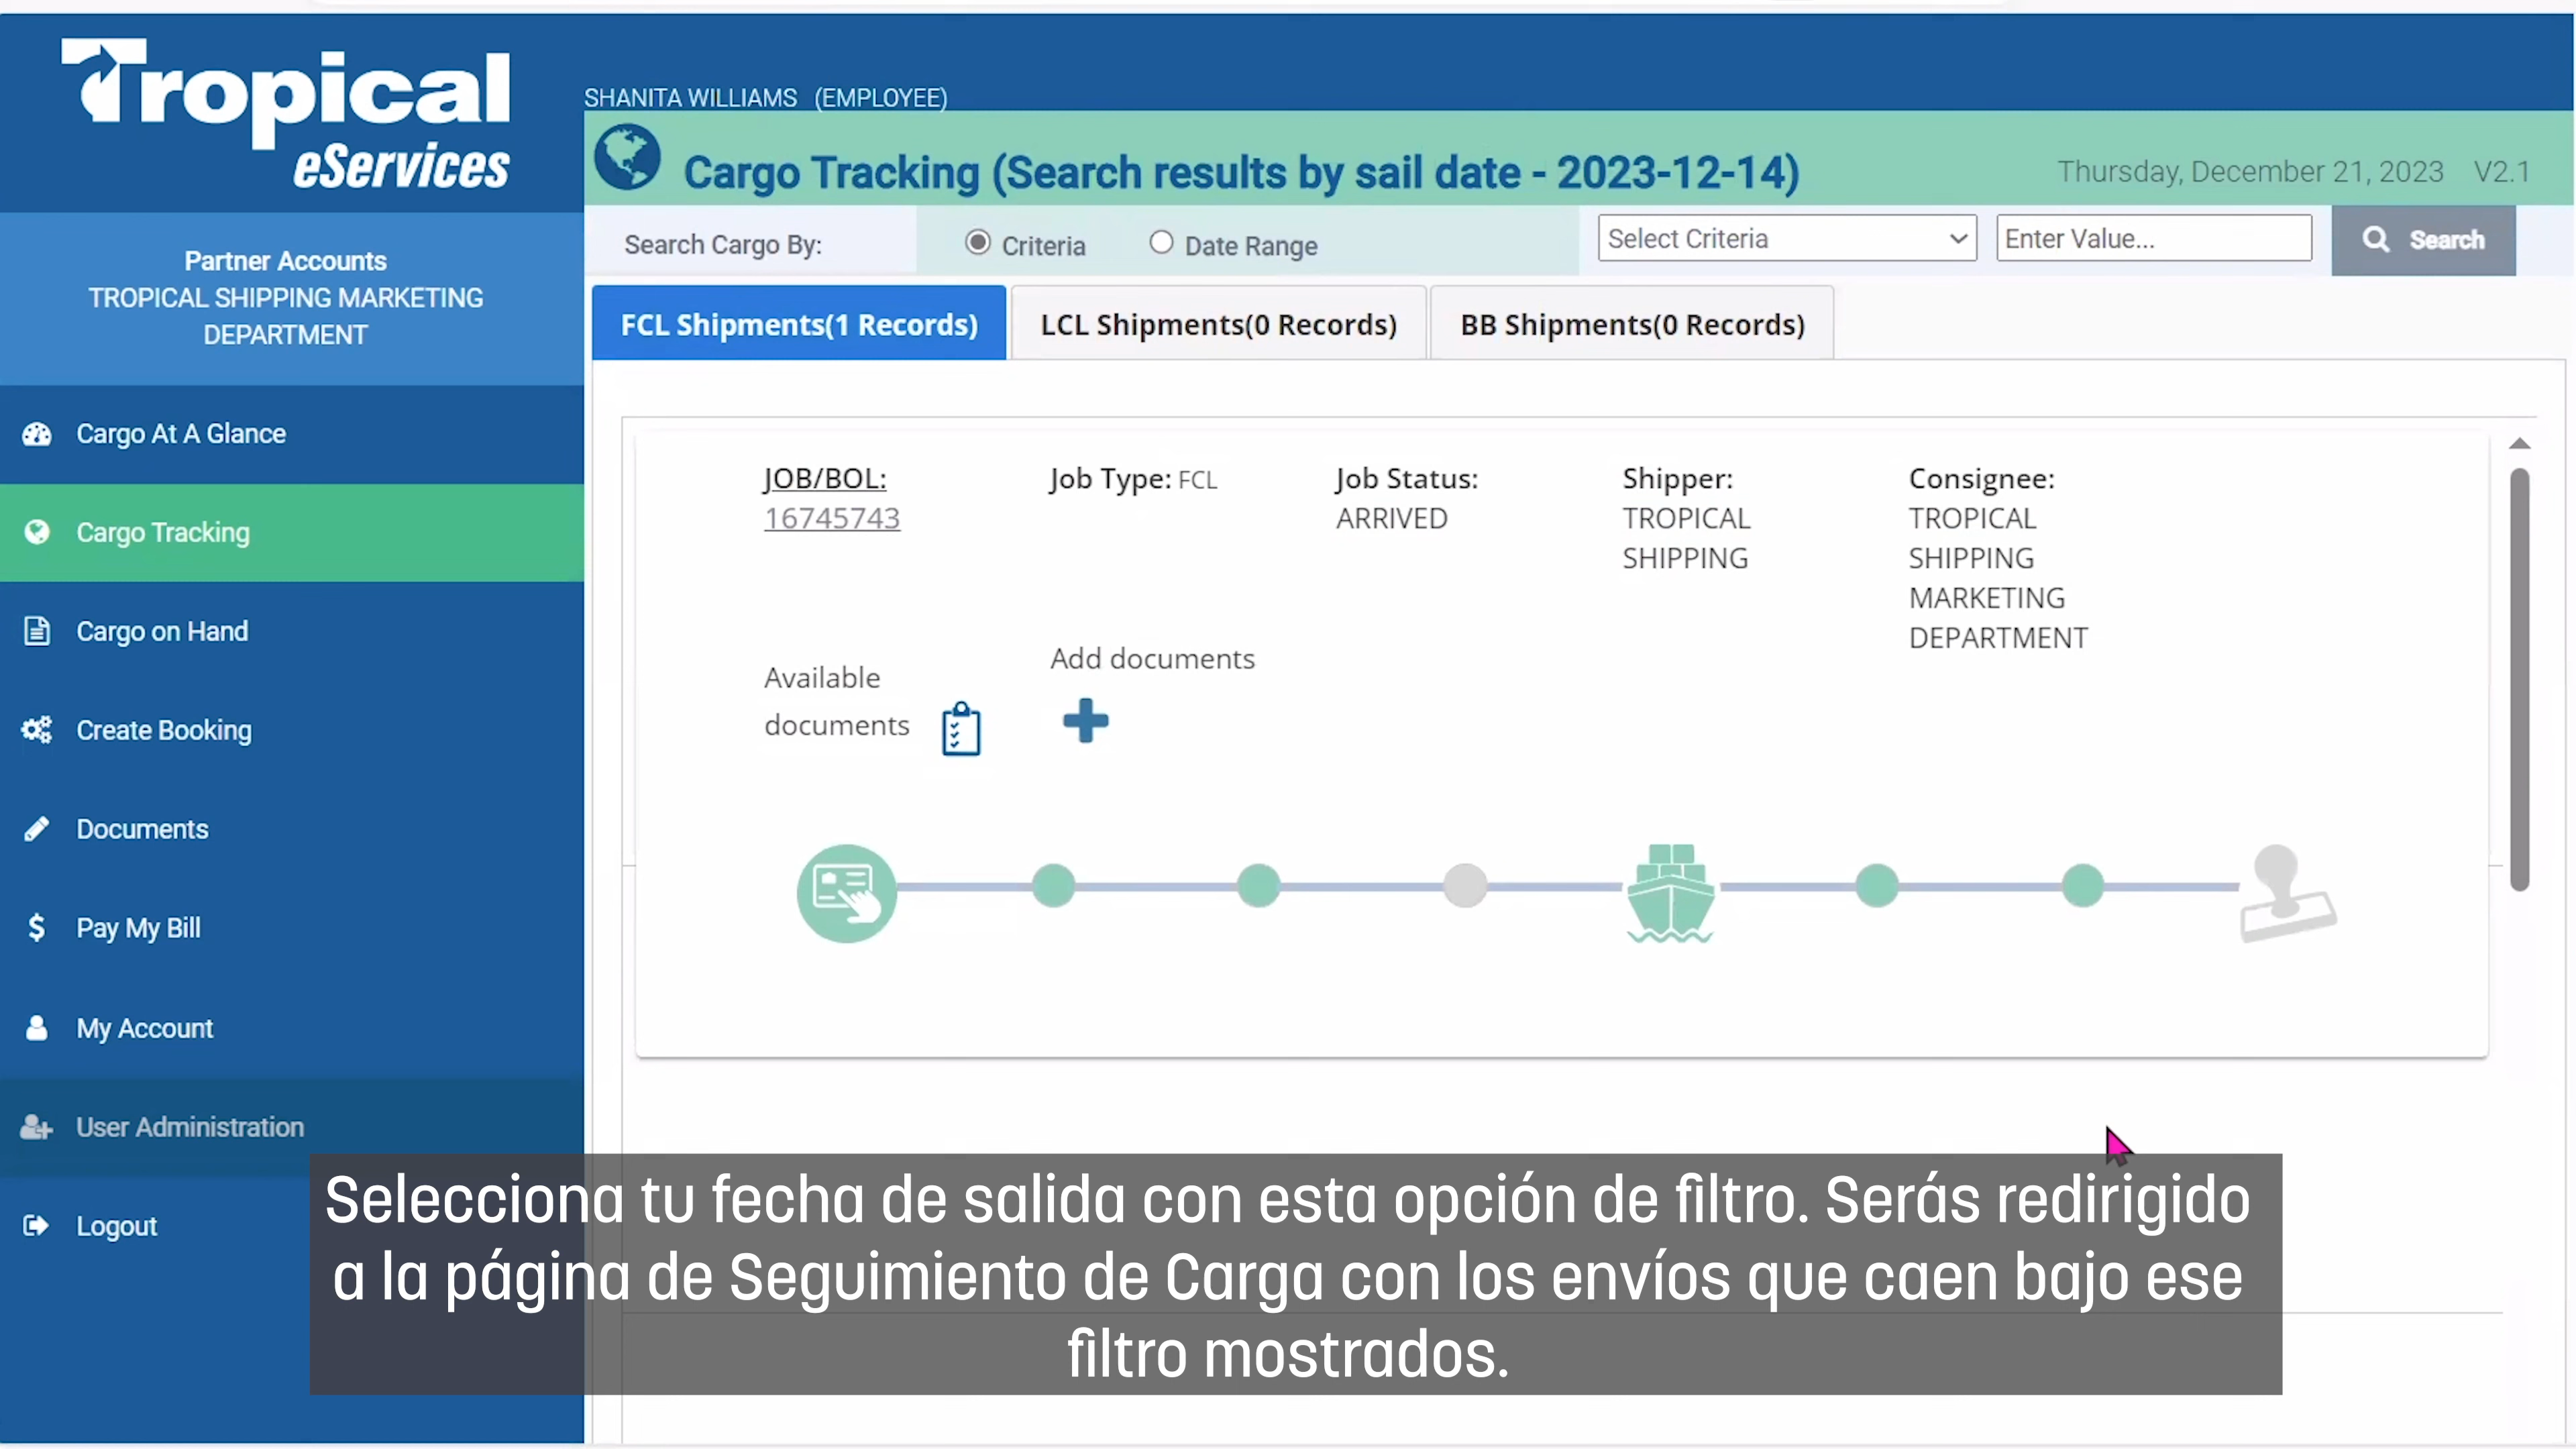 Tropical
eServices
SHANITA WILLIAMS (EMPLOYEE)
Cargo Tracking (Search results by sail date - 2023-12-14)
Thursday, December 21, 2023 V2.1
Partner Accounts
TROPICAL SHIPPING MARKETING
DEPARTMENT
Search Cargo By:
Criteria
Date Range
Select Criteria
Enter Value...
Search
FCL Shipments(1 Records)
LCL Shipments(0 Records)
BB Shipments(0 Records)
Cargo At A Glance
Cargo Tracking
Cargo on Hand
Create Booking
Documents
Pay My Bill
My Account
User Administration
Logout
JOB/BOL:
16745743
Job Type: FCL
Job Status:
ARRIVED
Shipper:
TROPICAL
SHIPPING
Consignee:
TROPICAL
SHIPPING
MARKETING
DEPARTMENT
Available
documents
Add documents
Selecciona tu fecha de salida con esta opción de filtro. Serás redirigido
a la página de Seguimiento de Carga con los envíos que caen bajo ese
filtro mostrados.